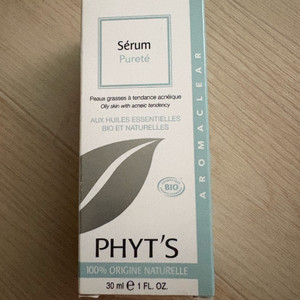 Sérum
Pureté
Peaux grasses à tendance acnéique
Oily skin with acneic tendency
AUX HUILES ESSENTIELLES
BIO ET NATURELLES
AROMACLEAR
BIO
PHYT'S
100% ORIGINE NATURELLE
30 ml ℮ 1 FL. OZ.